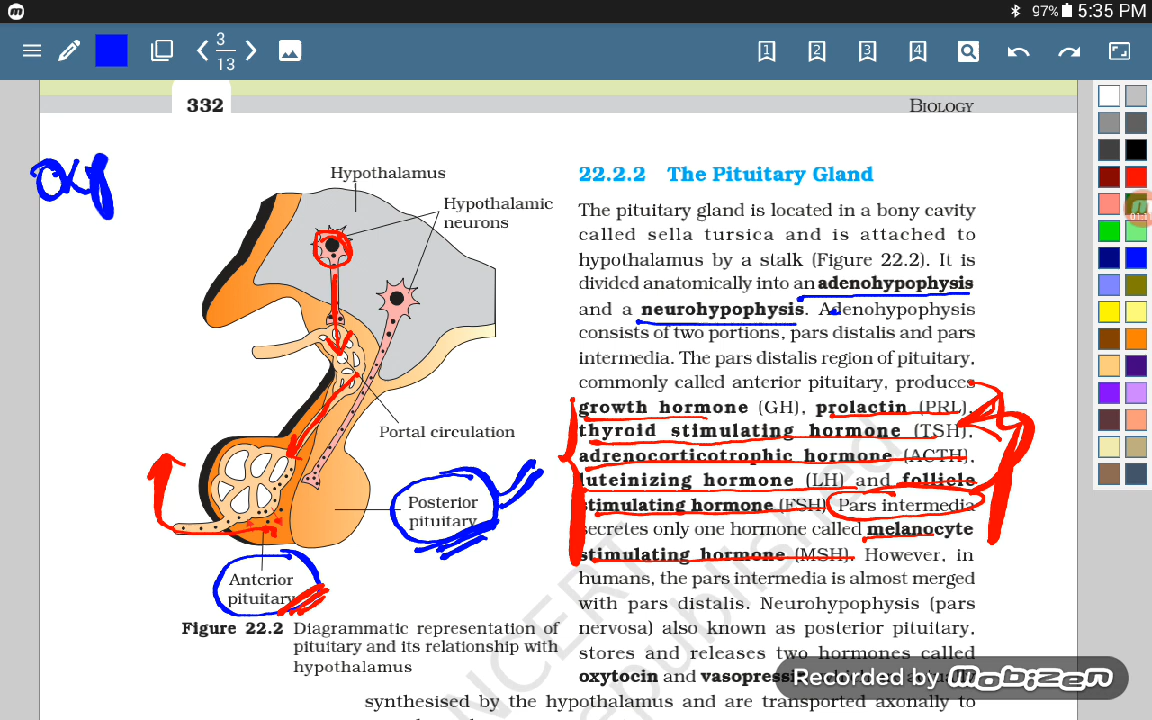 97% 5:35 PM
3
13
1 2 3 4
332
BIOLOGY
oxy
Hypothalamus
Hypothalamic
neurons
Portal circulation
Posterior
pituitary
Anterior
pituitary
Figure 22.2 Diagrammatic representation of
pituitary and its relationship with
hypothalamus
22.2.2 The Pituitary Gland
The pituitary gland is located in a bony cavity
called sella tursica and is attached to
hypothalamus by a stalk (Figure 22.2). It is
divided anatomically into an adenohypophysis
and a neurohypophysis. Adenohypophysis
consists of two portions, pars distalis and pars
intermedia. The pars distalis region of pituitary,
commonly called anterior pituitary, produces
growth hormone (GH), prolactin (PRL),
thyroid stimulating hormone (TSH),
adrenocorticotrophic hormone (ACTH),
luteinizing hormone (LH) and follicle
stimulating hormone (FSH). Pars intermedia
secretes only one hormone called melanocyte
stimulating hormone (MSH). However, in
humans, the pars intermedia is almost merged
with pars distalis. Neurohypophysis (pars
nervosa) also known as posterior pituitary,
stores and releases two hormones called
oxytocin and vasopressin
synthesised by the hypothalamus and are transported axonally to
Recorded by Mobizen